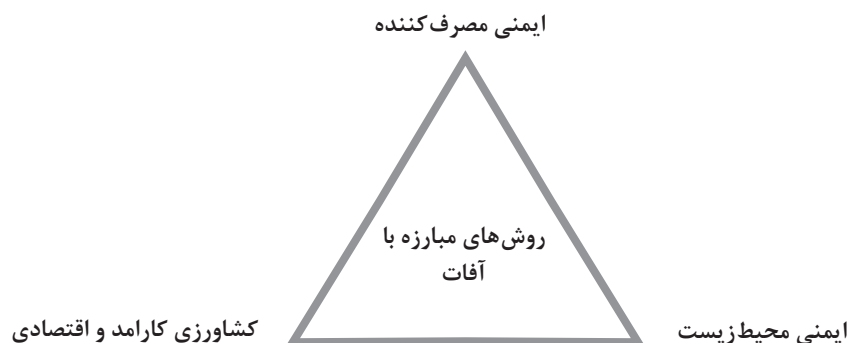 ایمنی مصرف‌کننده
روش‌های مبارزه با
آفات
ایمنی محیط‌زیست
کشاورزی کارامد و اقتصادی